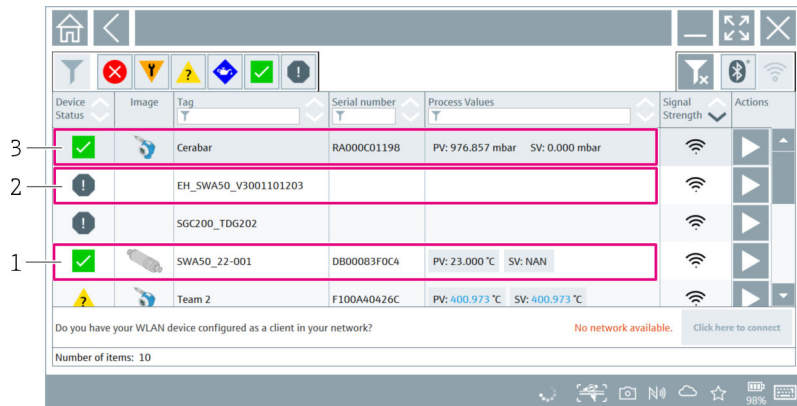 Device Status
Image
Tag
Serial number
Process Values
Signal Strength
Actions
3
Cerabar
RA000C01198
PV: 976.857 mbar
SV: 0.000 mbar
2
EH_SWA50_V3001101203
SGC200_TDG202
1
SWA50_22-001
DB00083F0C4
PV: 23.000 °C
SV: NAN
Team 2
F100A40426C
PV: 400.973 °C
SV: 400.973 °C
Do you have your WLAN device configured as a client in your network?
No network available.
Click here to connect
Number of items: 10
98%